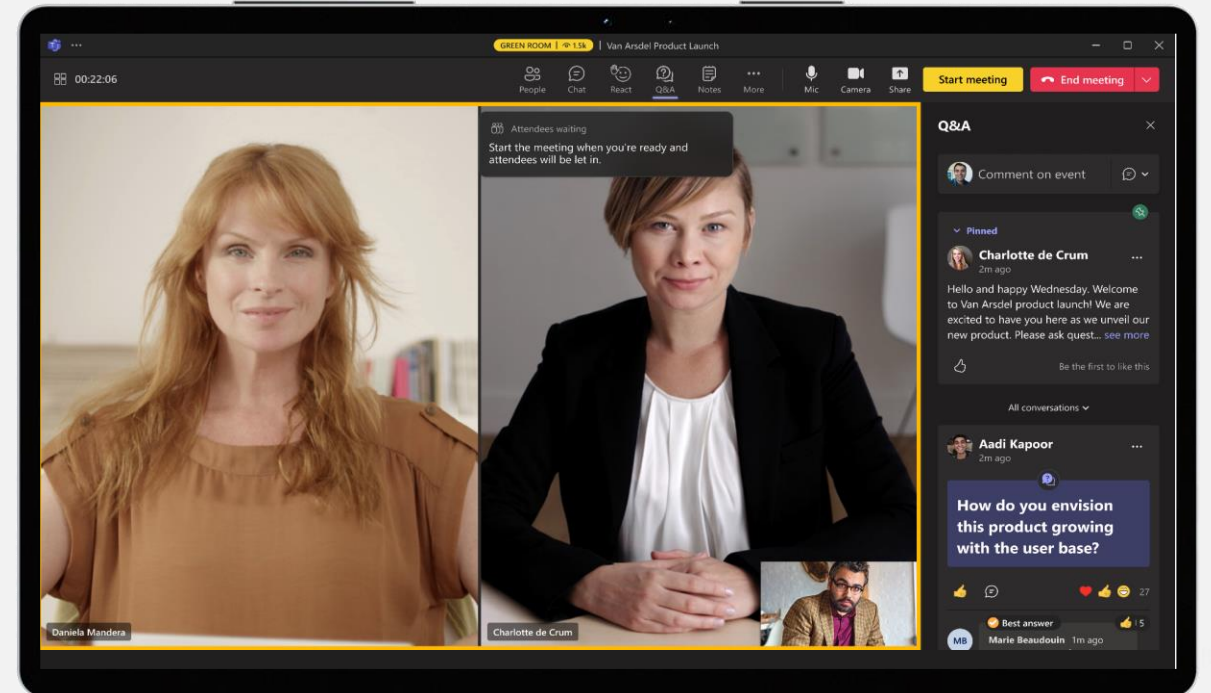 GREEN ROOM | 1.5k | Van Arsdel Product Launch
00:22:06
People Chat React Q&A Notes More Mic Camera Share Start meeting End meeting
Attendees waiting
Start the meeting when you're ready and
attendees will be let in.
Daniela Mandera
Charlotte de Crum
Q&A
Comment on event
Pinned
Charlotte de Crum
2m ago
Hello and happy Wednesday. Welcome
to Van Arsdel product launch! We are
excited to have you here as we unveil our
new product. Please ask quest... see more
Be the first to like this
All conversations
Aadi Kapoor
2m ago
How do you envision
this product growing
with the user base?
27
Best answer 5
MB Marie Beaudouin 1m ago